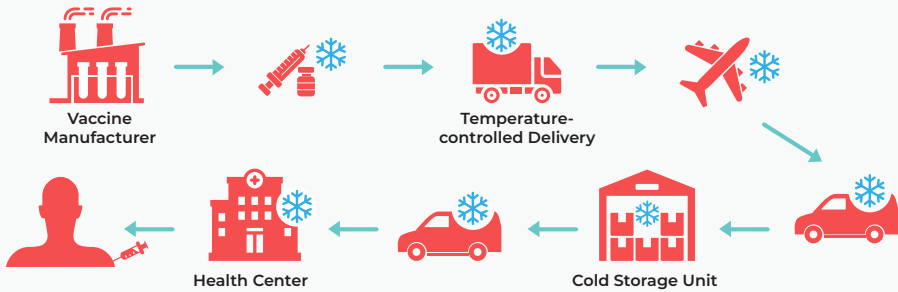 Vaccine
Manufacturer
Temperature-
controlled Delivery
Health Center
Cold Storage Unit